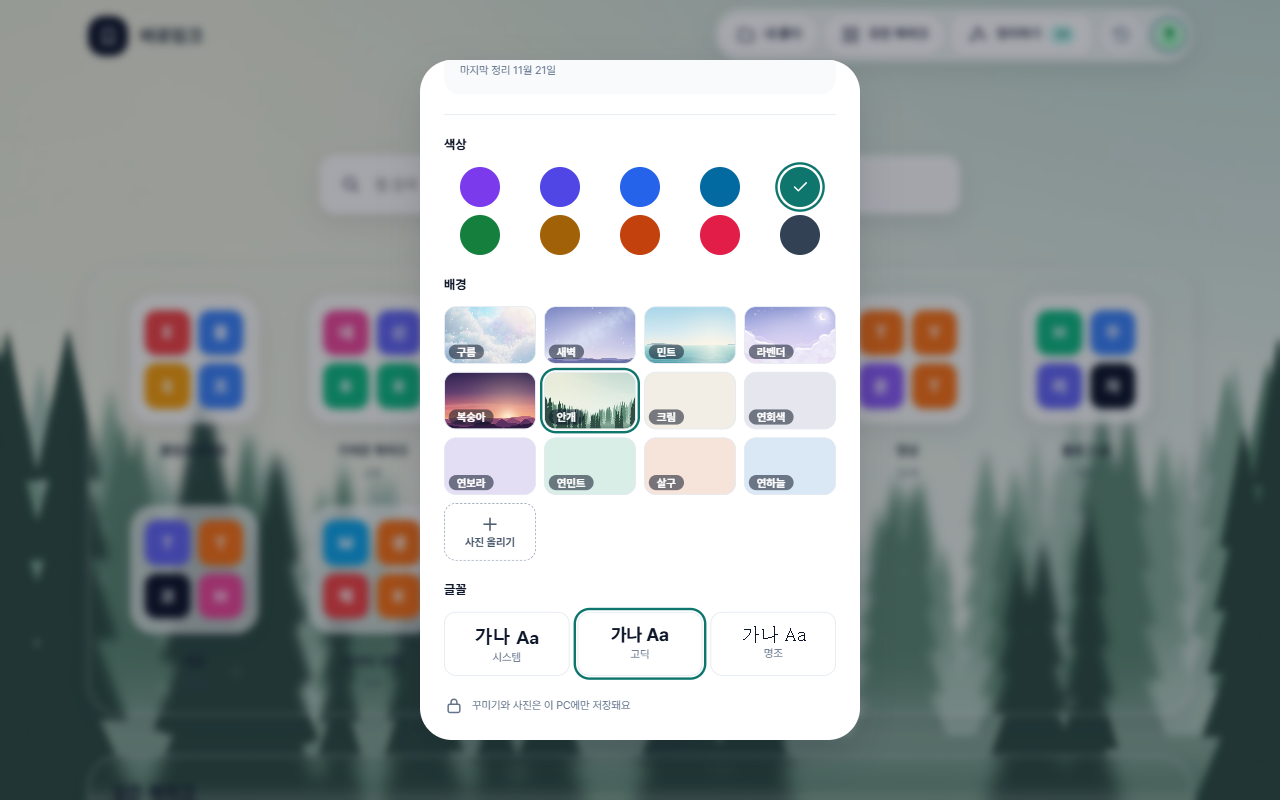 마지막 정리 11월 21일
색상
배경
구름
새벽
민트
라벤더
복숭아
안개
크림
연회색
연보라
연민트
살구
연하늘
사진 올리기
글꼴
가나 Aa
시스템
가나 Aa
고딕
가나 Aa
명조
꾸미기와 사진은 이 PC에만 저장돼요